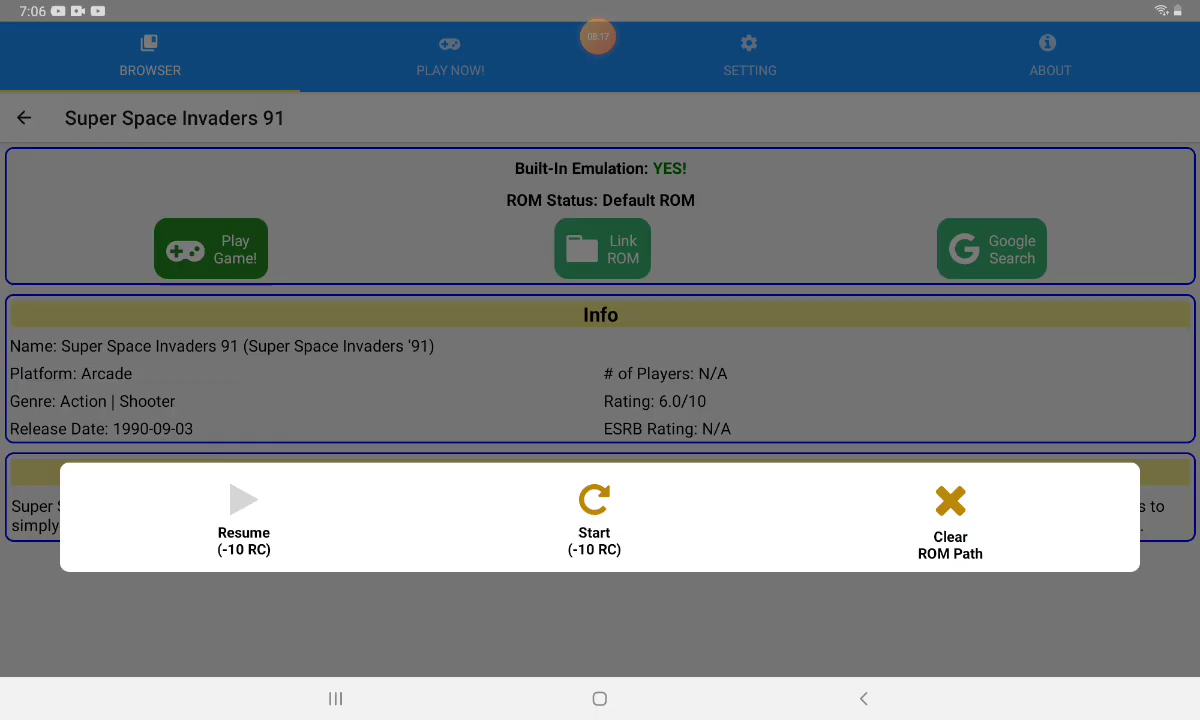 7:06
08:17
BROWSER
PLAY NOW!
SETTING
ABOUT
Super Space Invaders 91
Built-In Emulation: YES!
ROM Status: Default ROM
Play
Game!
Link
ROM
Google
Search
Info
Name: Super Space Invaders 91 (Super Space Invaders '91)
Platform: Arcade
# of Players: N/A
Genre: Action | Shooter
Rating: 6.0/10
Release Date: 1990-09-03
ESRB Rating: N/A
Super
s to
simply
Resume
(-10 RC)
Start
(-10 RC)
Clear
ROM Path